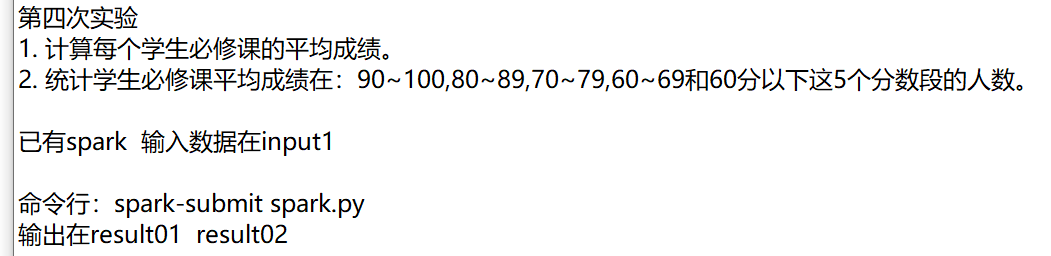 第四次实验
1. 计算每个学生必修课的平均成绩。
2. 统计学生必修课平均成绩在：90~100,80~89,70~79,60~69和60分以下这5个分数段的人数。
已有spark  输入数据在input1
命令行：spark-submit spark.py
输出在result01  result02